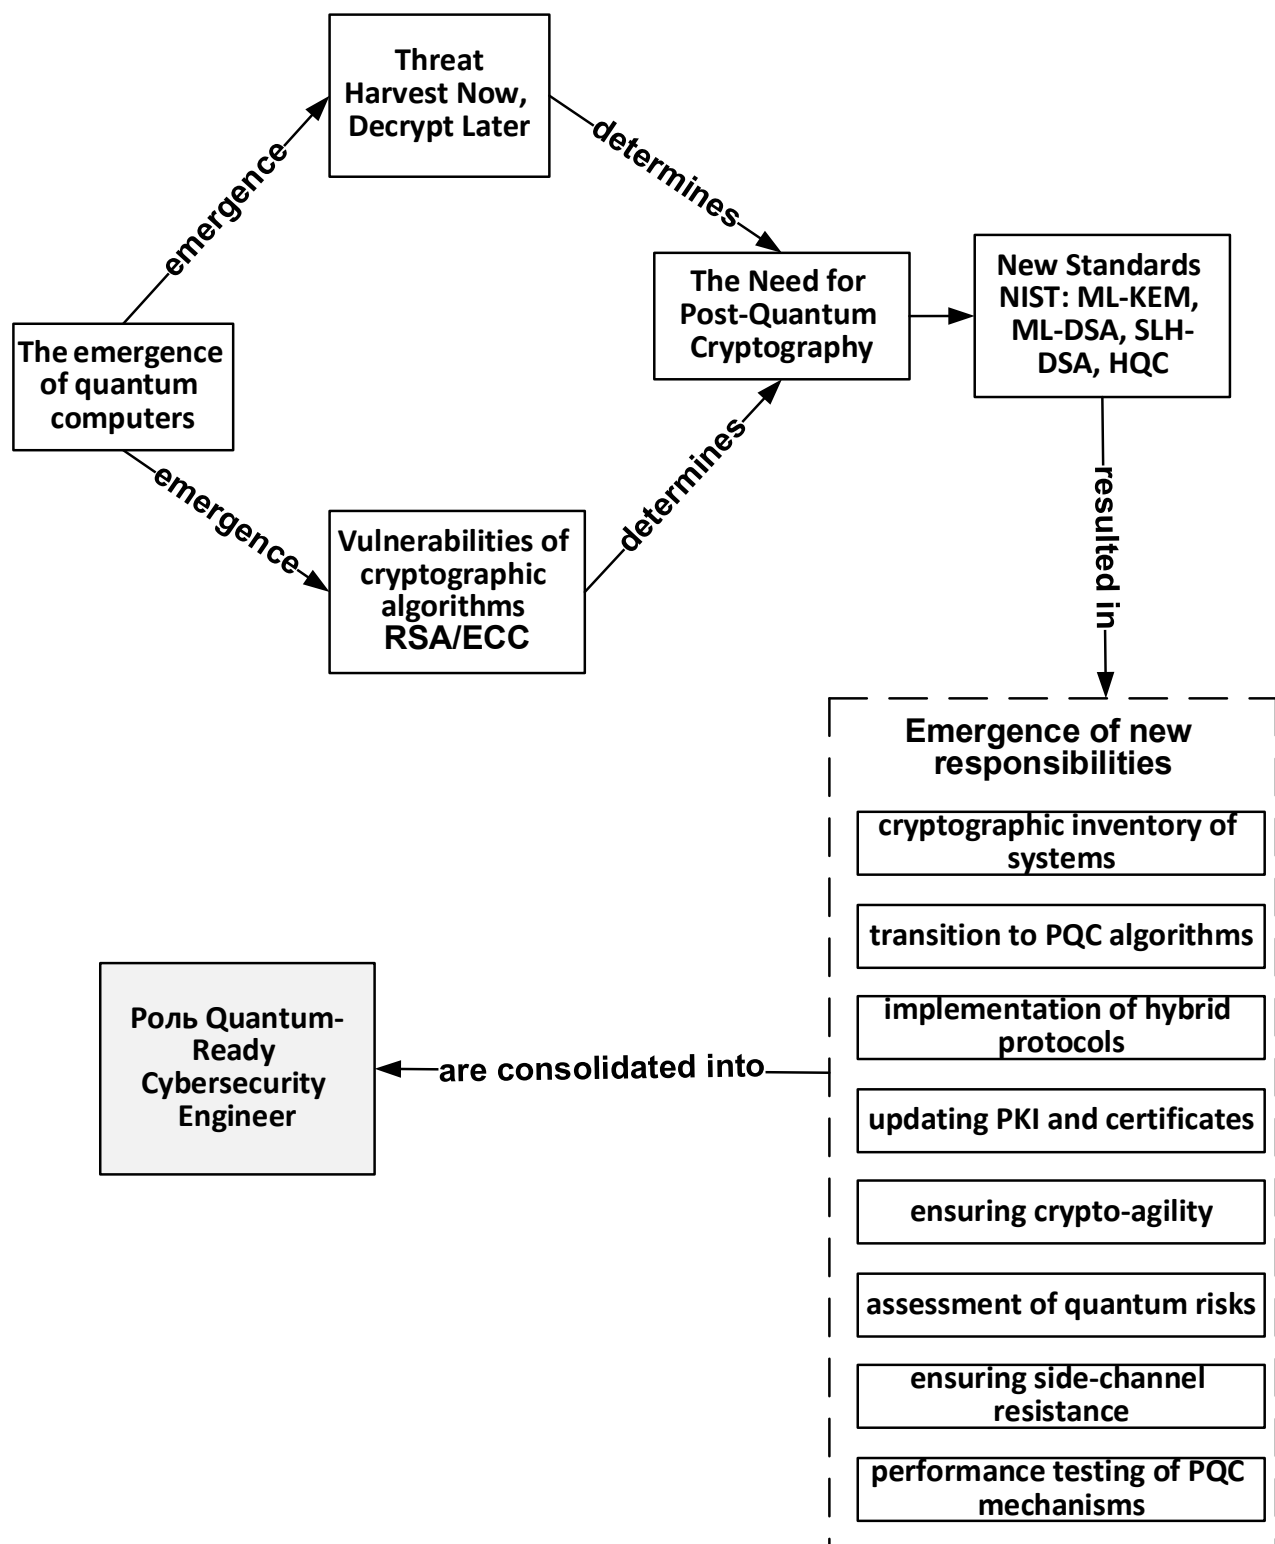 Threat
Harvest Now,
Decrypt Later
emergence
determines
The emergence
of quantum
computers
The Need for
Post-Quantum
Cryptography
New Standards
NIST: ML-KEM,
ML-DSA, SLH-
DSA, HQC
emergence
Vulnerabilities of
cryptographic
algorithms
RSA/ECC
determines
resulted in
Emergence of new
responsibilities
cryptographic inventory of
systems
transition to PQC algorithms
implementation of hybrid
protocols
updating PKI and certificates
ensuring crypto-agility
assessment of quantum risks
ensuring side-channel
resistance
performance testing of PQC
mechanisms
are consolidated into
Роль Quantum-
Ready
Cybersecurity
Engineer